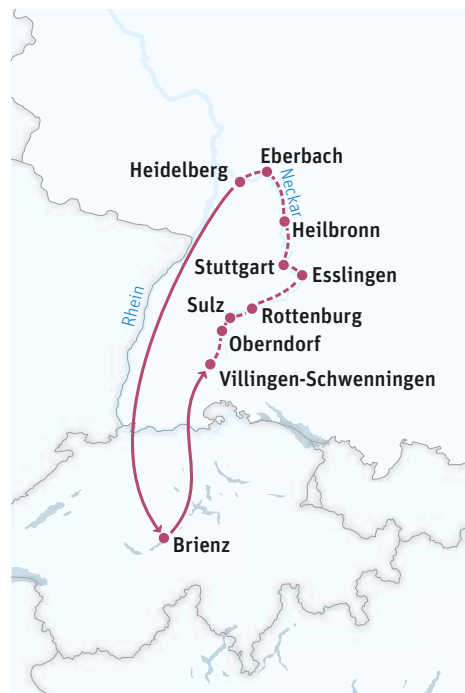 Eberbach
Heidelberg
Neckar
Heilbronn
Stuttgart
Esslingen
Rhein
Sulz
Rottenburg
Oberndorf
Villingen-Schwenningen
Brienz